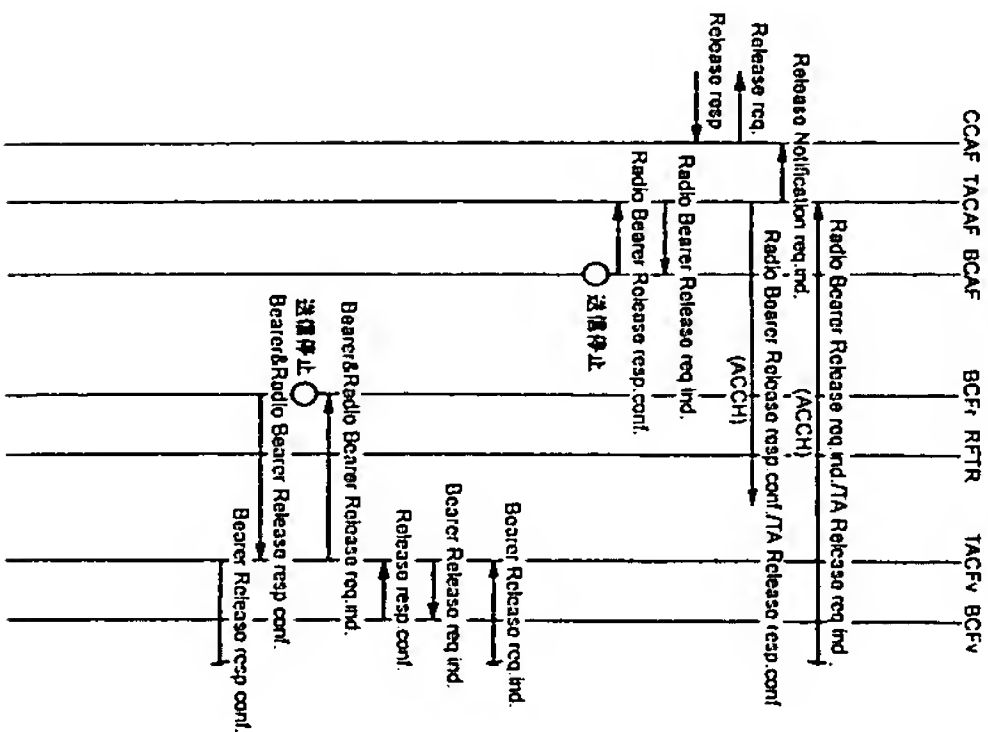 CCAF TACAF BCAF BCFr RFTR TACFv BCFv
Radio Bearer Release req.ind./TA Release req.ind.
(ACCH)
Release Notification req.ind.
Radio Bearer Release resp.conf./TA Release resp.conf
(ACCH)
Release req.
Release resp
Radio Bearer Release req.ind.
Radio Bearer Release resp.conf.
送信停止
Bearer Release req.ind.
Bearer Release req.ind.
Release resp.conf.
Bearer&Radio Bearer Release req.ind.
送信停止
Bearer&Radio Bearer Release resp conf.
Bearer Release resp conf.